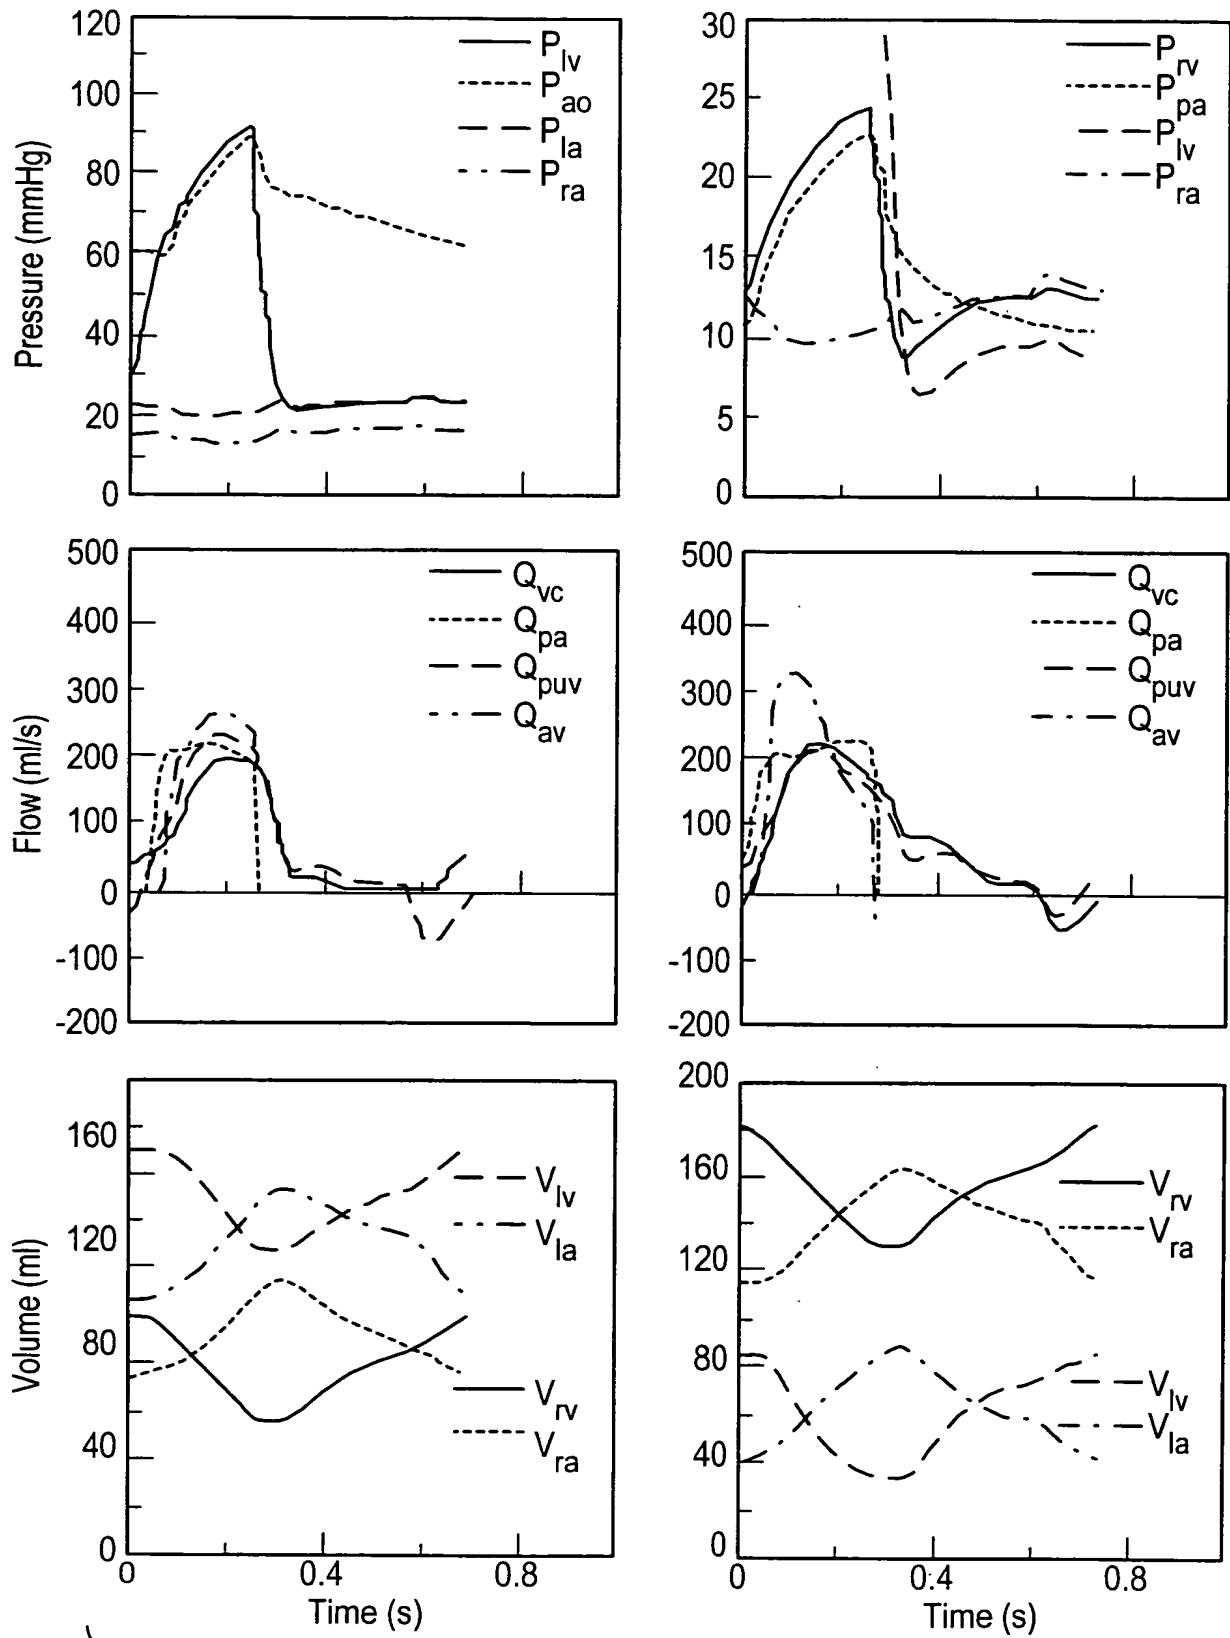 120
100
80
60
40
20
0
Pressure (mmHg)
P_lv
P_ao
P_la
P_ra
30
25
20
15
10
5
0
P_rv
P_pa
P_lv
P_ra
500
400
300
200
100
0
-100
-200
Flow (ml/s)
Q_vc
Q_pa
Q_puv
Q_av
500
400
300
200
100
0
-100
-200
Q_vc
Q_pa
Q_puv
Q_av
160
120
80
40
0
Volume (ml)
V_lv
V_la
V_rv
V_ra
0
0.4
0.8
Time (s)
200
160
120
80
40
0
V_rv
V_ra
V_lv
V_la
0
0:4
0.8
Time (s)